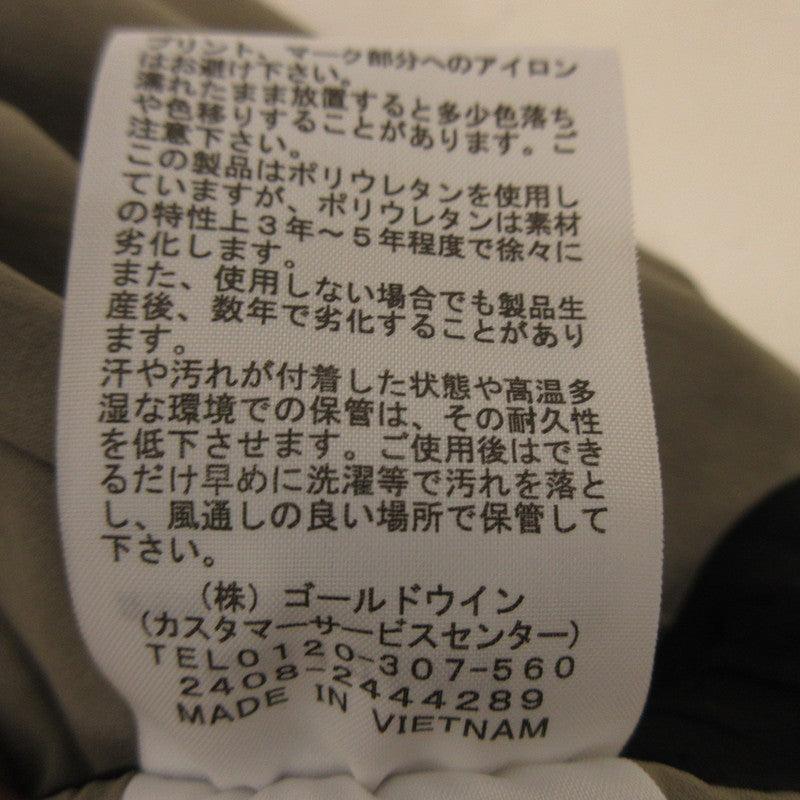 プリント、マーク部分へのアイロン
はお避け下さい。
濡れたまま放置すると多少色落ち
や色移りすることがあります。ご
注意下さい。
この製品はポリウレタンを使用し
ていますが、ポリウレタンは素材
の特性上3年〜5年程度で徐々に
劣化します。
また、使用しない場合でも製品生
産後、数年で劣化することがあり
ます。
汗や汚れが付着した状態や高温多
湿な環境での保管は、その耐久性
を低下させます。ご使用後はでき
るだけ早めに洗濯等で汚れを落と
し、風通しの良い場所で保管して
下さい。
(株)ゴールドウイン
(カスタマーサービスセンター)
TEL0120-307-560
2408-2444289
MADE IN VIETNAM